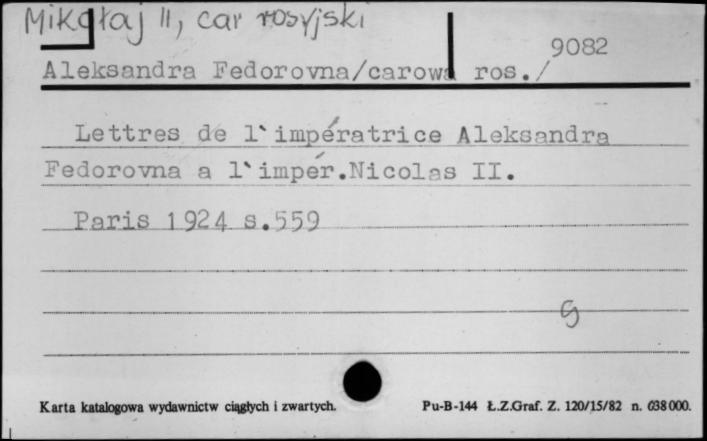 Mikołaj II, car rosyjski
9082
Aleksandra Fedorovna/carowa ros./
Lettres de l`impératrice Aleksandra
Fedorovna a l`impér.Nicolas II.
Paris 1924 s.559
G
Karta katalogowa wydawnictw ciągłych i zwartych.
Pu-B-144 Ł.Z.Graf. Z. 120/15/82 n. 638000.